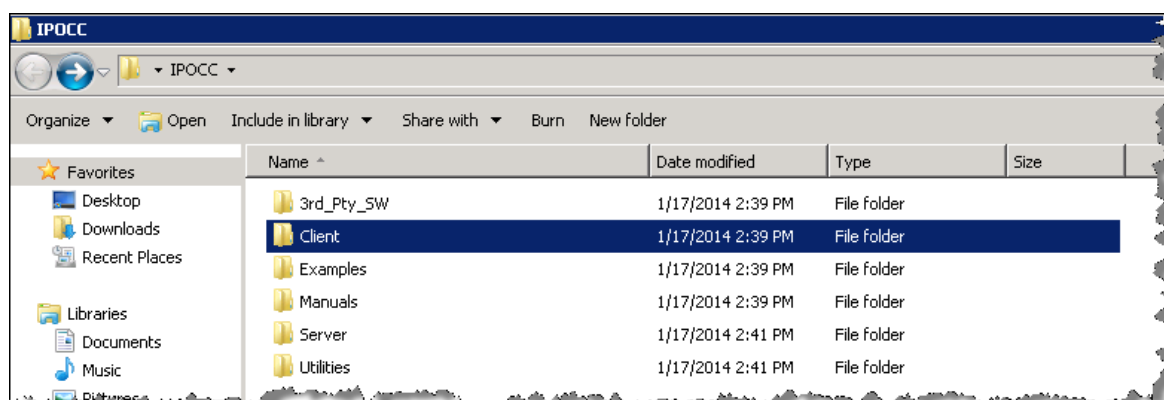 IPOCC
IPOCC
Organize Open Include in library Share with Burn New folder
Favorites
Desktop
Downloads
Recent Places
Libraries
Documents
Music
Pictures
Name Date modified Type Size
3rd_Pty_SW 1/17/2014 2:39 PM File folder
Client 1/17/2014 2:39 PM File folder
Examples 1/17/2014 2:39 PM File folder
Manuals 1/17/2014 2:39 PM File folder
Server 1/17/2014 2:41 PM File folder
Utilities 1/17/2014 2:41 PM File folder